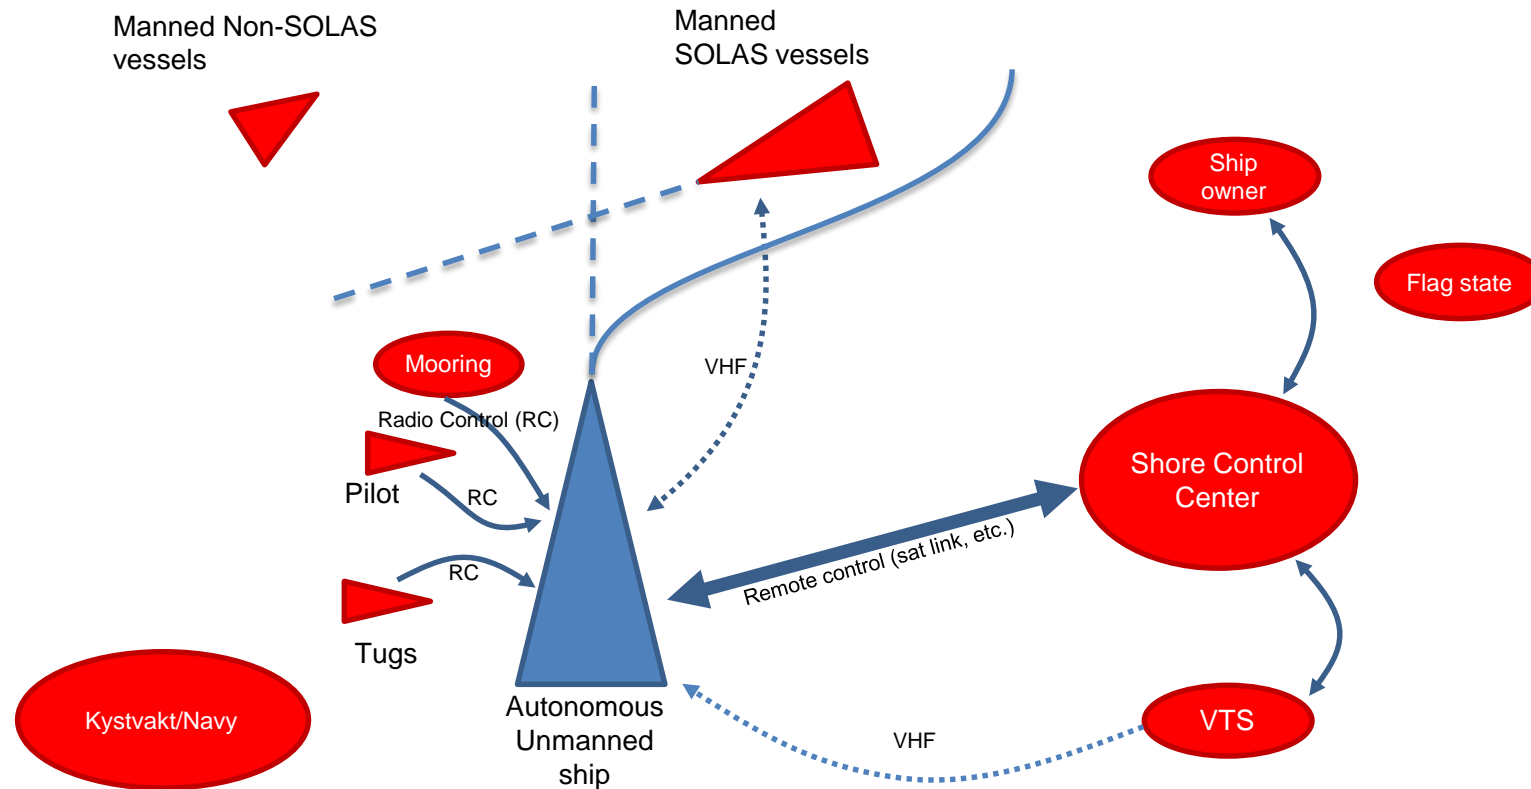 Manned Non-SOLAS
vessels
Manned
SOLAS vessels
Ship
owner
Flag state
Mooring
VHF
Radio Control (RC)
Shore Control
Center
Pilot
RC
Remote control (sat link, etc.)
RC
Tugs
Kystvakt/Navy
Autonomous
Unmanned
ship
VHF
VTS